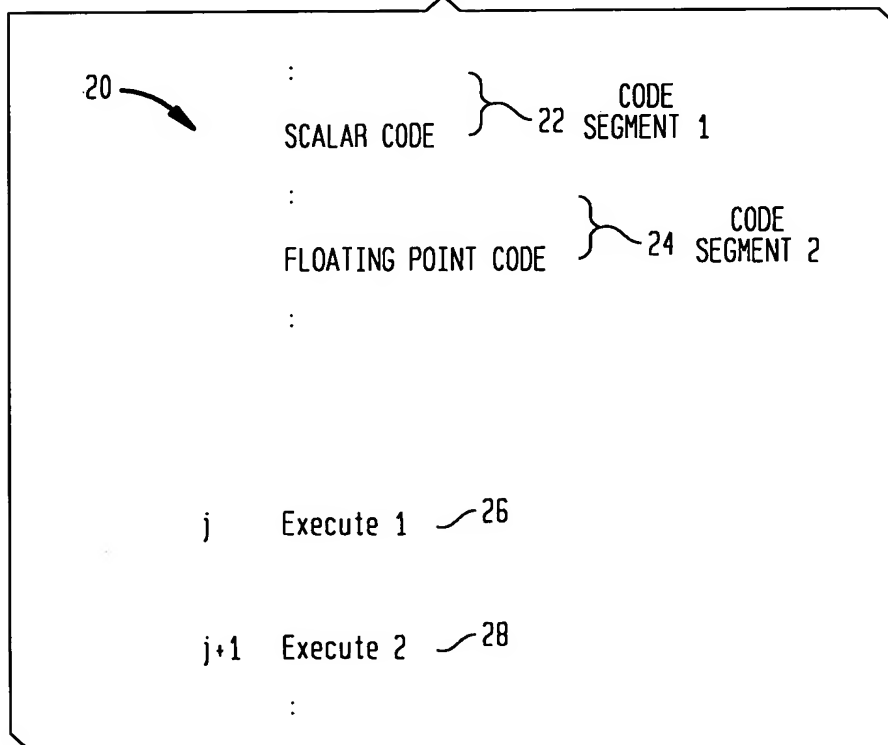 :
20
CODE
SCALAR CODE 22 SEGMENT 1
:
CODE
FLOATING POINT CODE 24 SEGMENT 2
:
j Execute 1 26
j+1 Execute 2 28
: